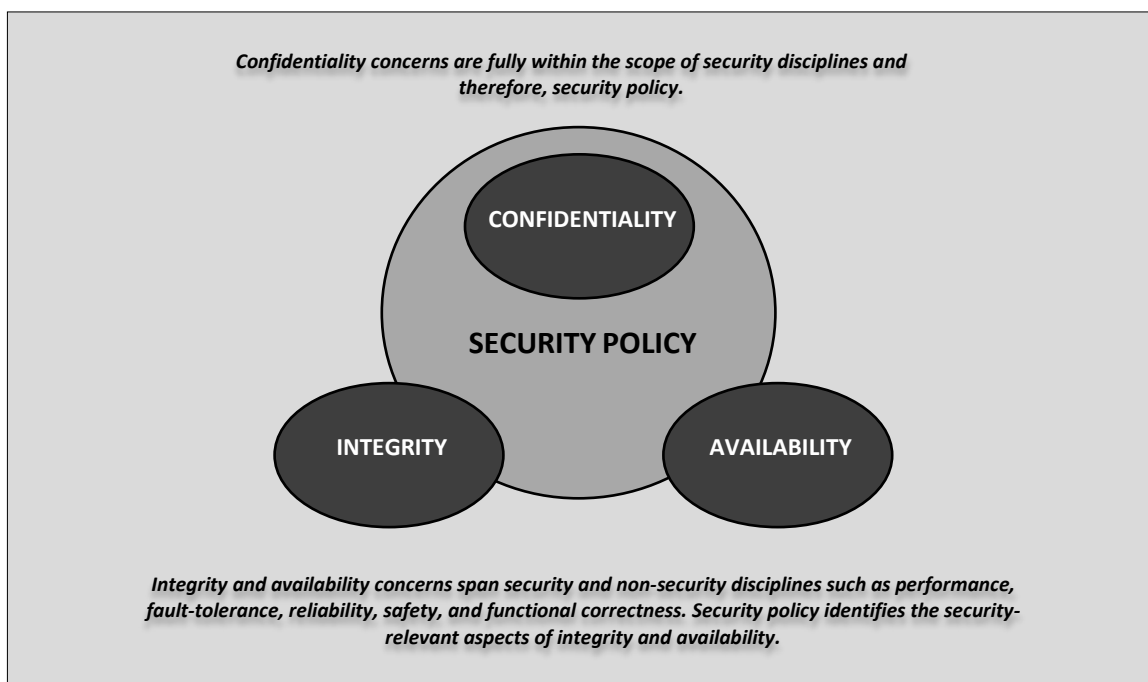 Confidentiality concerns are fully within the scope of security disciplines and
therefore, security policy.
CONFIDENTIALITY
SECURITY POLICY
INTEGRITY
AVAILABILITY
Integrity and availability concerns span security and non-security disciplines such as performance,
fault-tolerance, reliability, safety, and functional correctness. Security policy identifies the security-
relevant aspects of integrity and availability.